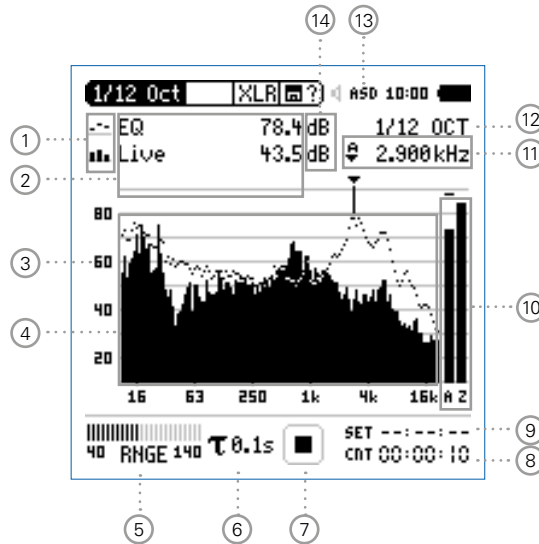 14 13
1/12 Oct XLR ? ASD 10:00
EQ 78.4 dB 1/12 OCT 12
1 Live 43.5 dB A 2.900kHz 11
2
80
3 60
4 40 10
20
16 63 250 1k 4k 16k A Z
SET --:--:-- 9
40 RNGE 140 τ 0.1s CNT 00:00:10 8
5 6 7